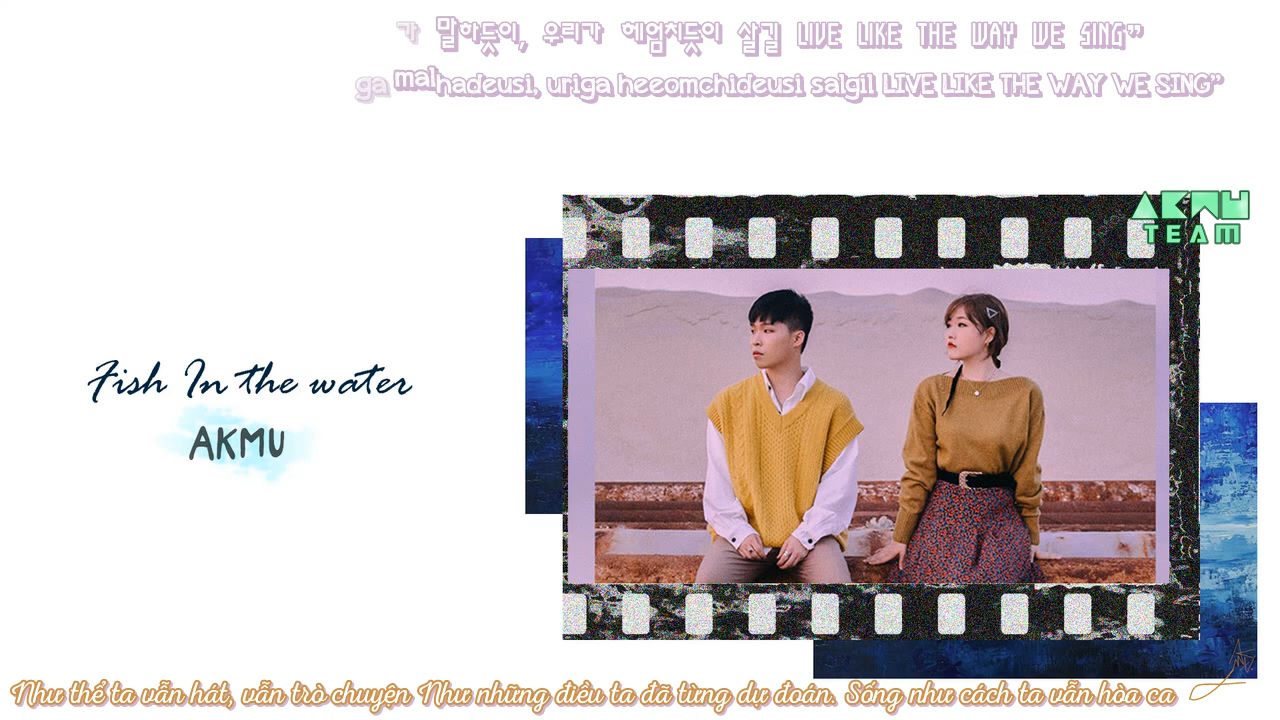 가 말하듯이, 우리가 헤엄치듯이 살길 LIVE LIKE THE WAY WE SING”
ga malhadeusi, uriga heeomchideusi salgil LIVE LIKE THE WAY WE SING”
AKMU
TEAM
Fish In the water
AKMU
Như thể ta vẫn hát, vẫn trò chuyện Như những điều ta đã từng dự đoán. Sống như cách ta vẫn hòa ca